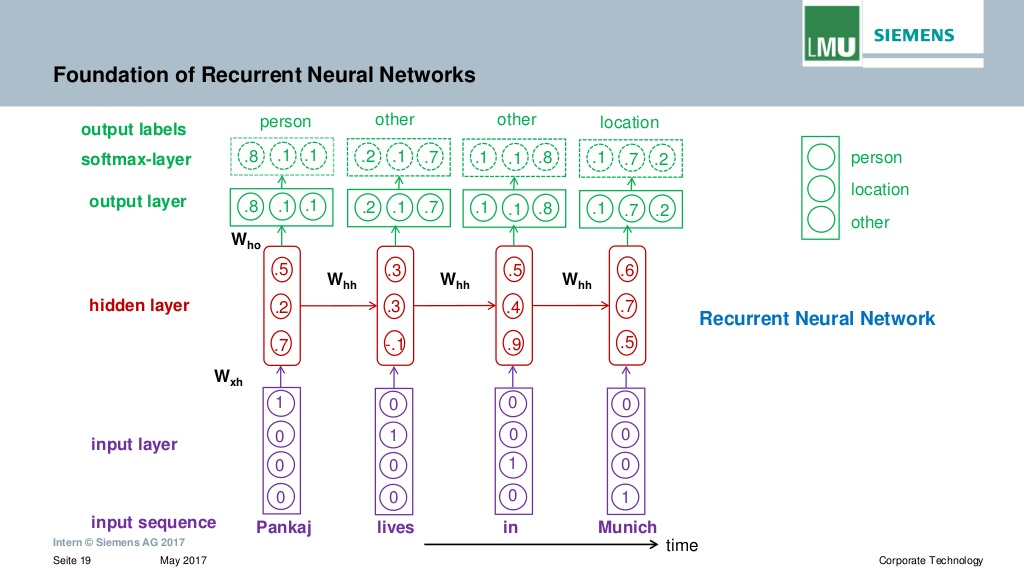 LMU SIEMENS
Foundation of Recurrent Neural Networks
output labels person other other location
softmax-layer .8 .1 .1 .2 .1 .7 .1 .1 .8 .1 .7 .2
output layer .8 .1 .1 .2 .1 .7 .1 .1 .8 .1 .7 .2
person
location
other
Who
Whh Whh Whh
hidden layer
.5 .3 .5 .6
.2 .3 .4 .7
.7 -.1 .9 .5
Recurrent Neural Network
Wxh
input layer
1 0 0 0
0 1 0 0
0 0 1 0
0 0 0 1
input sequence Pankaj lives in Munich
time
Intern © Siemens AG 2017
Seite 19 May 2017 Corporate Technology